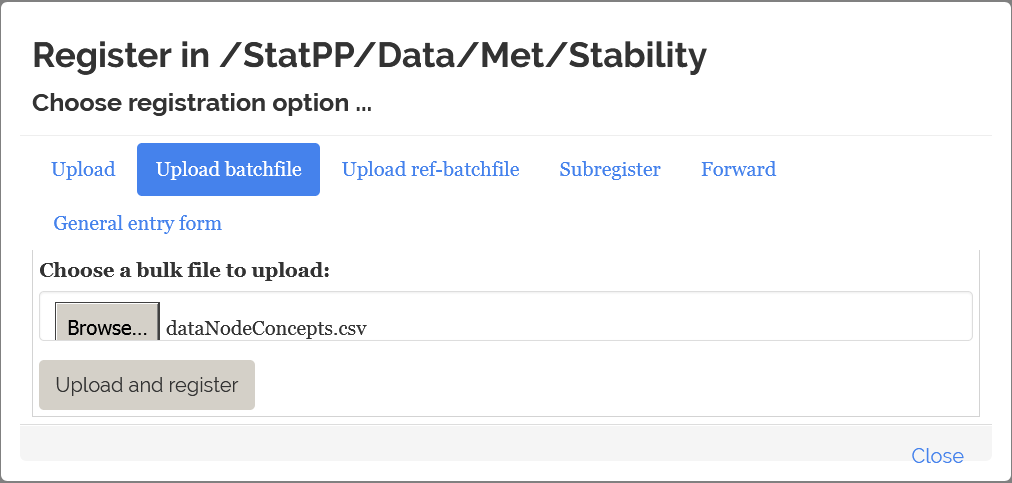 Register in /StatPP/Data/Met/Stability
Choose registration option ...
Upload Upload batchfile Upload ref-batchfile Subregister Forward
General entry form
Choose a bulk file to upload:
Browse... dataNodeConcepts.csv
Upload and register
Close